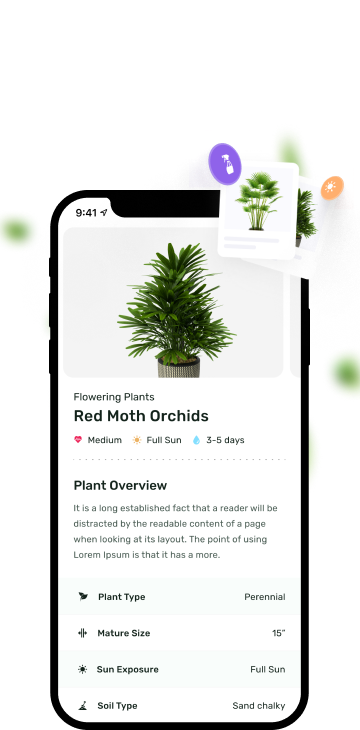 9:41
Flowering Plants
Red Moth Orchids
Medium Full Sun 3-5 days
Plant Overview
It is a long established fact that a reader will be
distracted by the readable content of a page
when looking at its layout. The point of using
Lorem Ipsum is that it has a more.
Plant Type Perennial
Mature Size 15″
Sun Exposure Full Sun
Soil Type Sand chalky